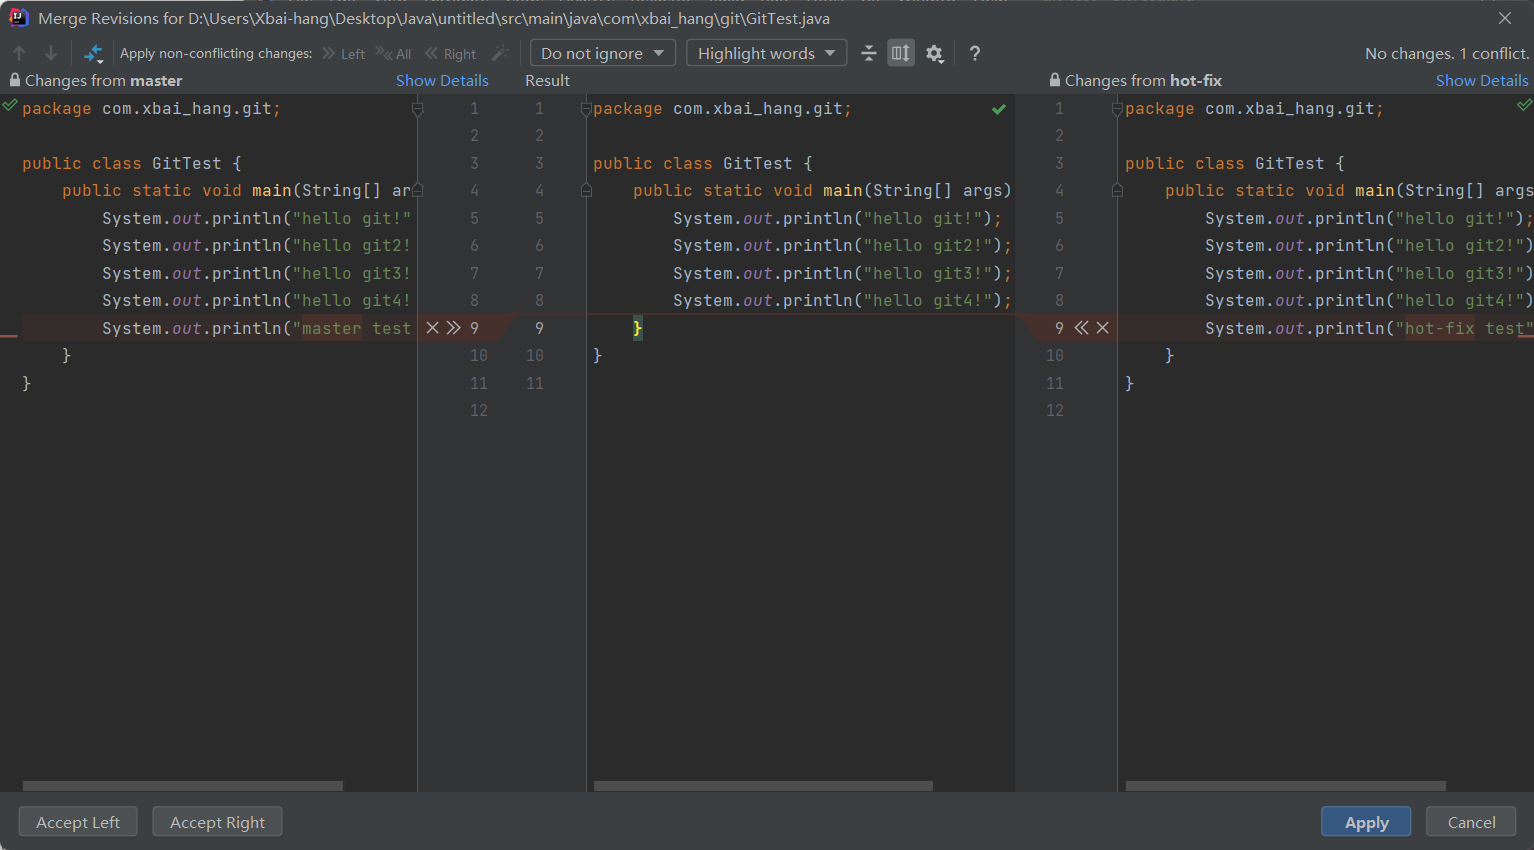 Merge Revisions for D:\Users\Xbai-hang\Desktop\Java\untitled\src\main\java\com\xbai_hang\git\GitTest.java
Apply non-conflicting changes: Left All Right Do not ignore Highlight words ? No changes. 1 conflict.
Changes from master Show Details
Result
Changes from hot-fix Show Details
package com.xbai_hang.git; 1
2
public class GitTest { 3
public static void main(String[] ar 4
System.out.println("hello git!" 5
System.out.println("hello git2! 6
System.out.println("hello git3! 7
System.out.println("hello git4! 8
System.out.println("master test 9
} 10
} 11
12
1 package com.xbai_hang.git;
2
3 public class GitTest {
4 public static void main(String[] args)
5 System.out.println("hello git!");
6 System.out.println("hello git2!");
7 System.out.println("hello git3!");
8 System.out.println("hello git4!");
9 }
10 }
11
1 package com.xbai_hang.git;
2
3 public class GitTest {
4 public static void main(String[] args
5 System.out.println("hello git!");
6 System.out.println("hello git2!")
7 System.out.println("hello git3!")
8 System.out.println("hello git4!")
9 System.out.println("hot-fix test"
10 }
11 }
12
Accept Left Accept Right Apply Cancel